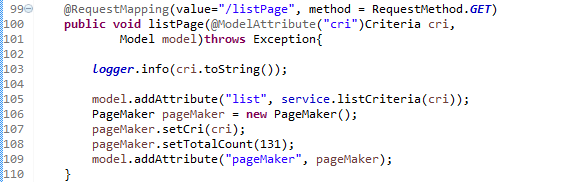 99 @RequestMapping(value="/listPage", method = RequestMethod.GET)
100 public void listPage(@ModelAttribute("cri")Criteria cri,
101 Model model)throws Exception{
102
103 logger.info(cri.toString());
104
105 model.addAttribute("list", service.listCriteria(cri));
106 PageMaker pageMaker = new PageMaker();
107 pageMaker.setCri(cri);
108 pageMaker.setTotalCount(131);
109 model.addAttribute("pageMaker", pageMaker);
110 }